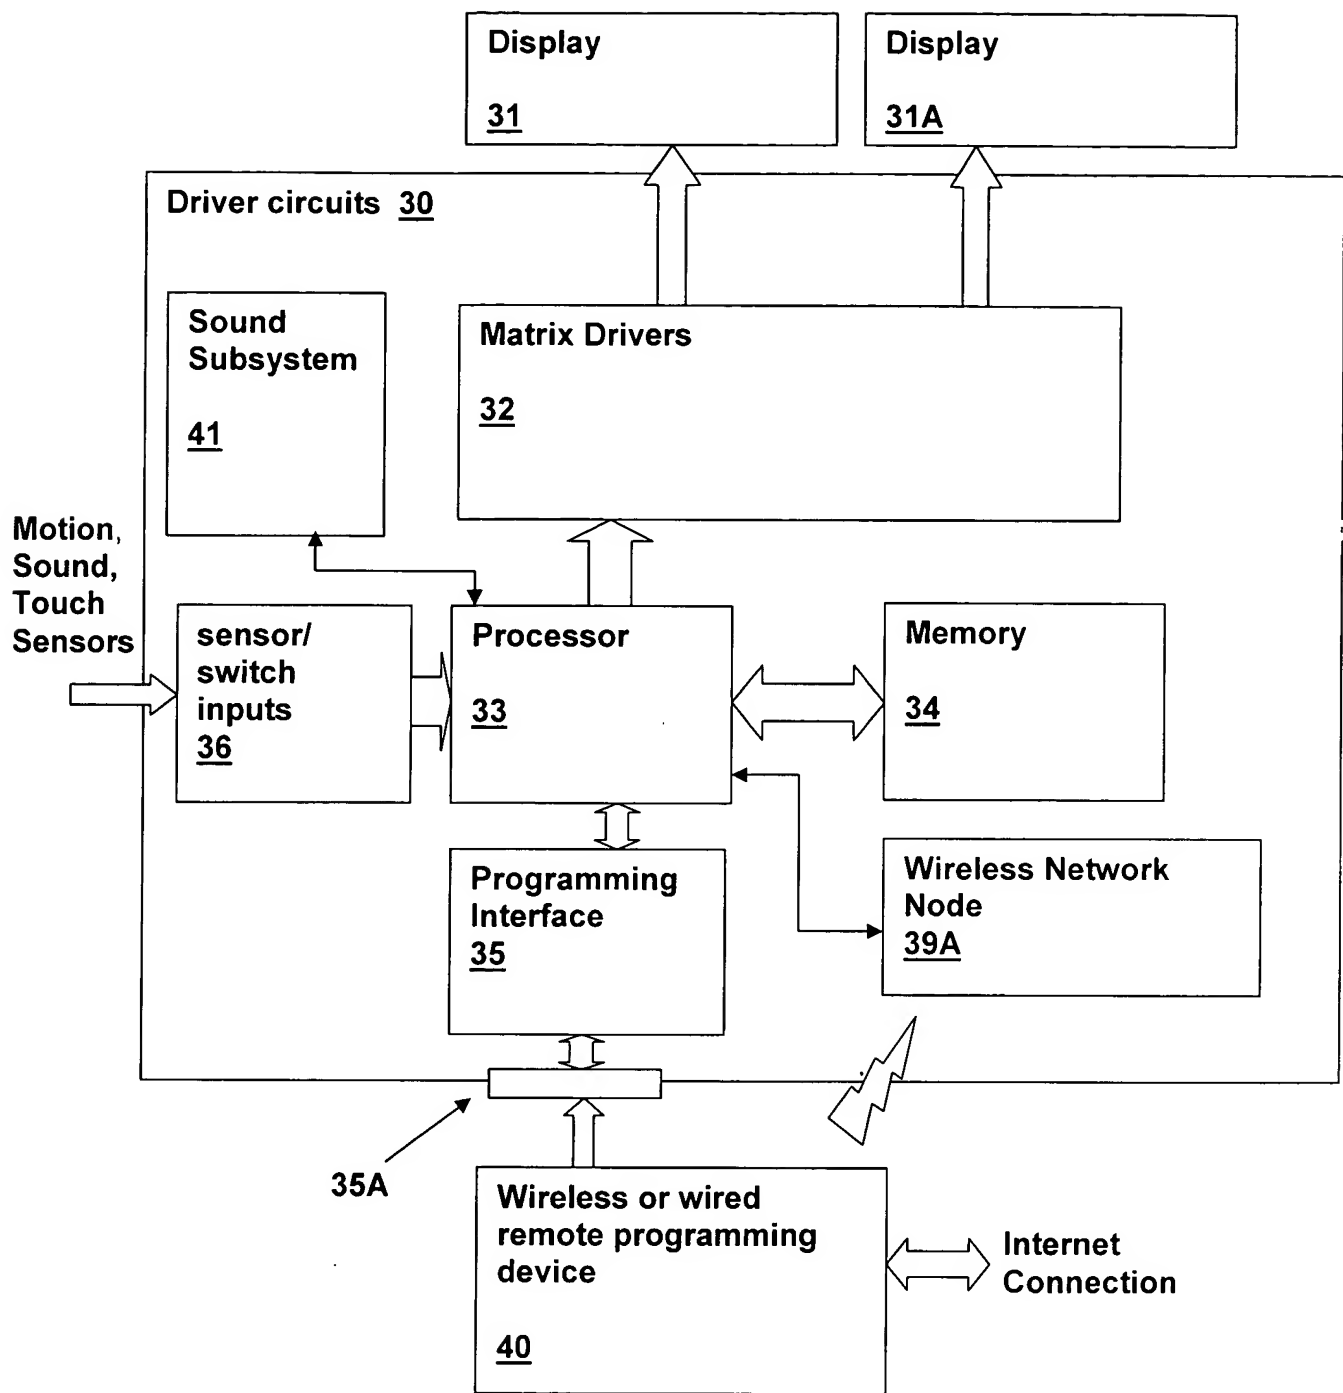 Display
31
Display
31A
Driver circuits 30
Sound
Subsystem
41
Matrix Drivers
32
Motion,
Sound,
Touch
Sensors
sensor/
switch
inputs
36
Processor
33
Memory
34
Programming
Interface
35
Wireless Network
Node
39A
35A
Wireless or wired
remote programming
device
40
Internet
Connection